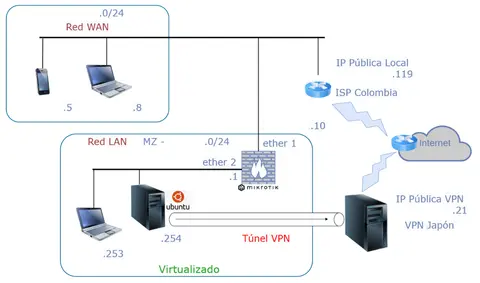 .0/24
Red WAN
IP Pública Local
.119
.5
.8
ISP Colombia
.10
Red LAN MZ - .0/24
ether 1
Internet
ether 2
.1
mikrotik
ubuntu
IP Pública VPN
.21
.254
Túnel VPN
VPN Japón
.253
Virtualizado